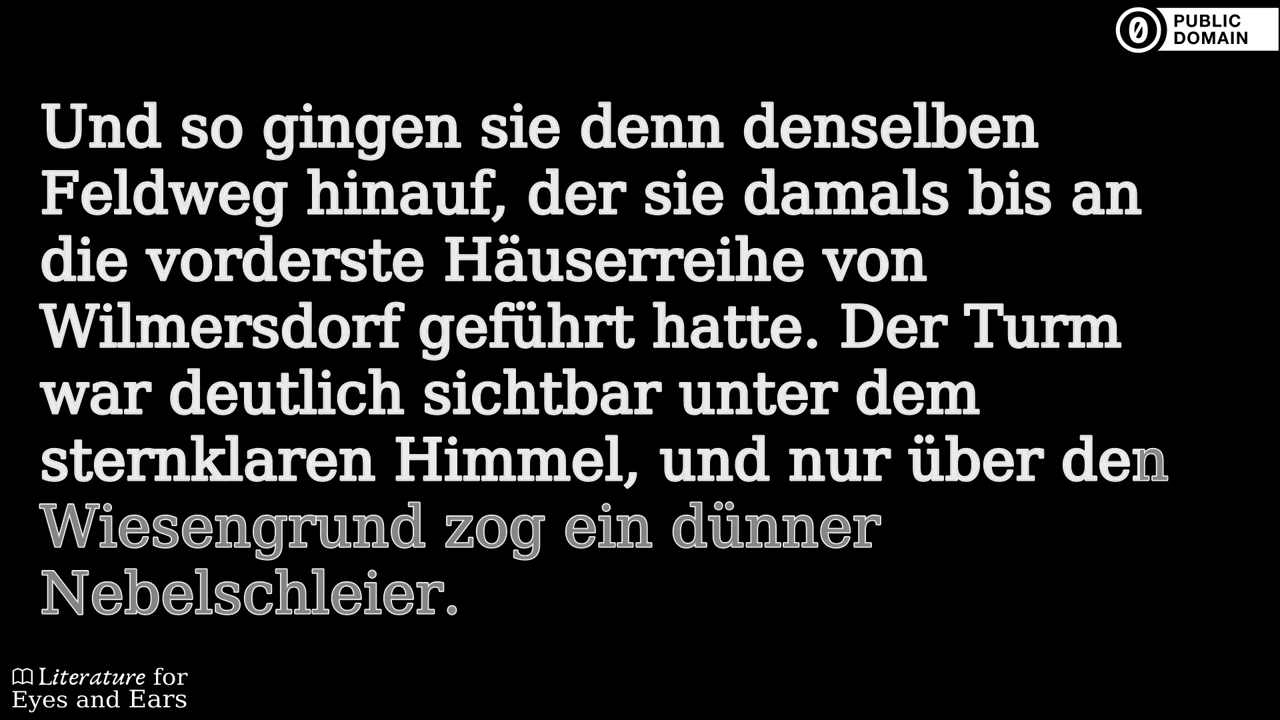 PUBLIC
DOMAIN
Und so gingen sie denn denselben
Feldweg hinauf, der sie damals bis an
die vorderste Häuserreihe von
Wilmersdorf geführt hatte. Der Turm
war deutlich sichtbar unter dem
sternklaren Himmel, und nur über den
Wiesengrund zog ein dünner
Nebelschleier.
Literature for
Eyes and Ears